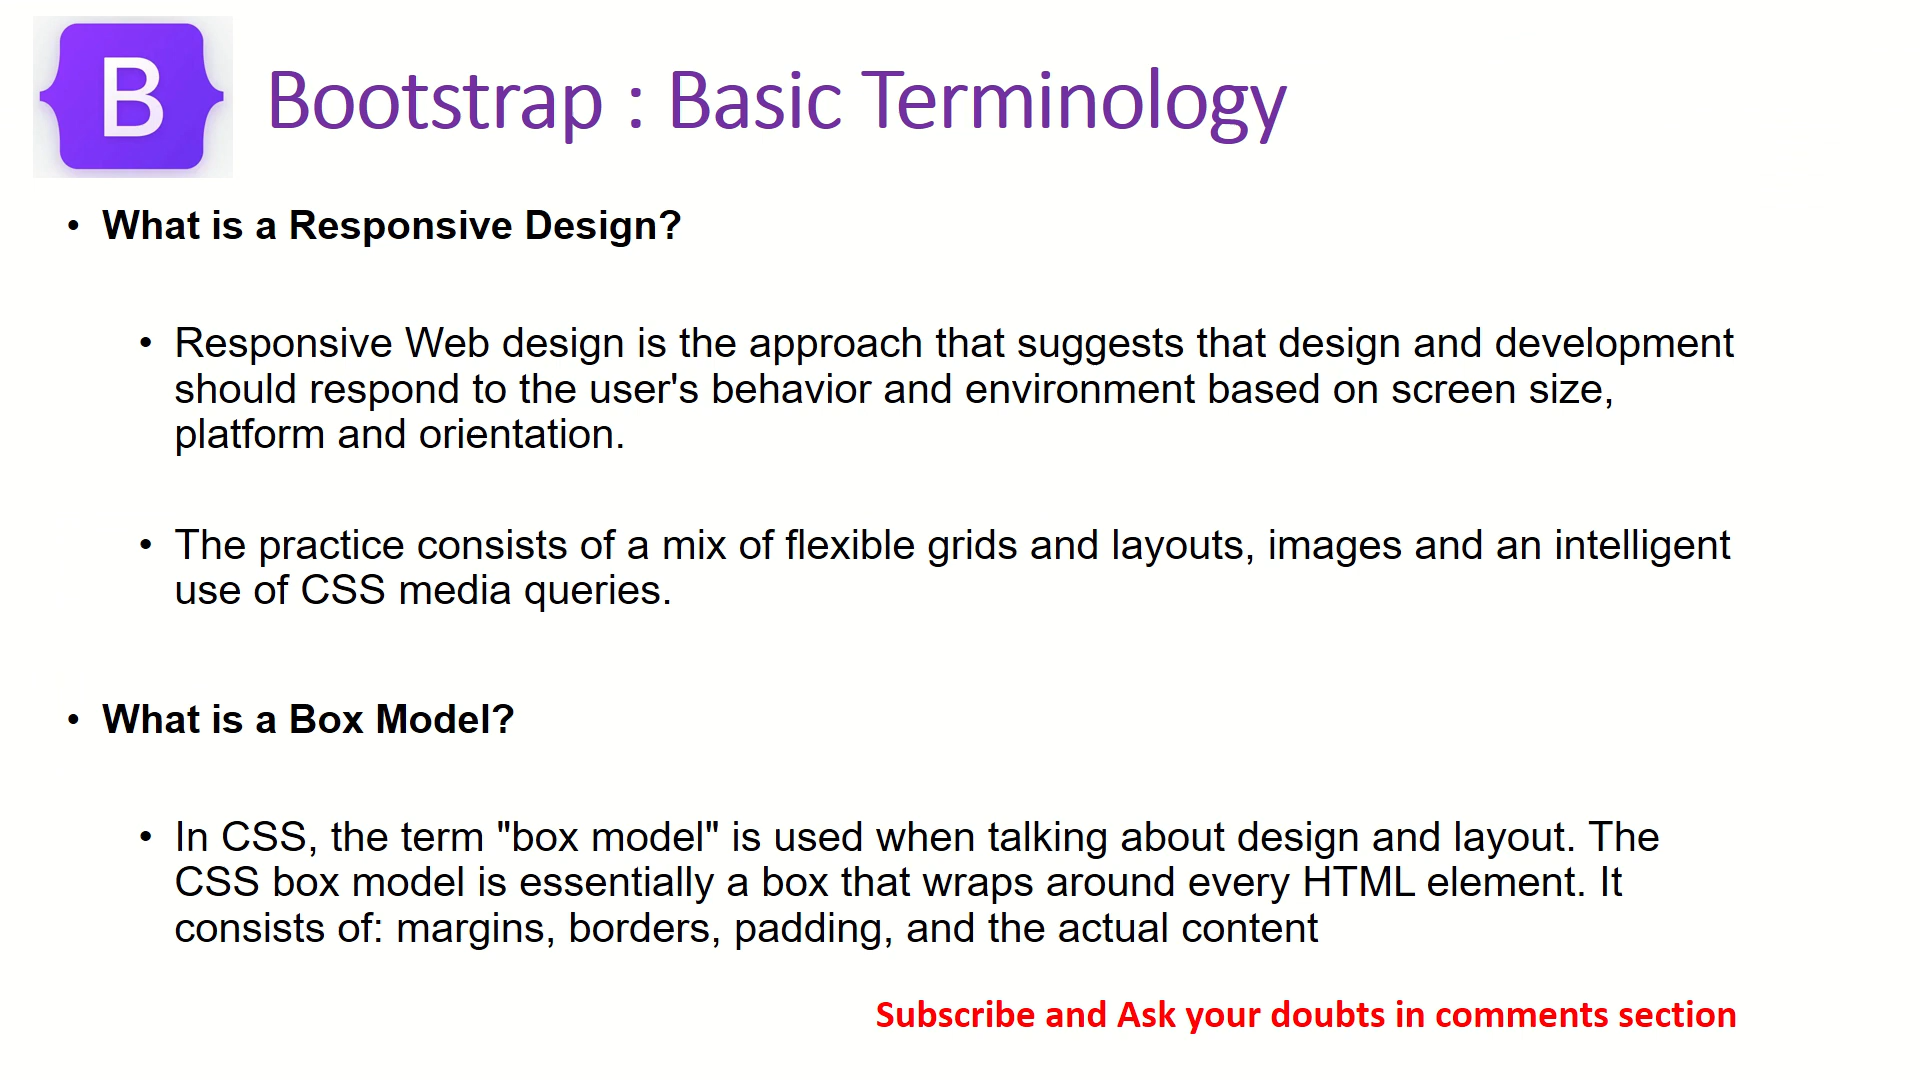 B
Bootstrap : Basic Terminology
• What is a Responsive Design?
• Responsive Web design is the approach that suggests that design and development
should respond to the user's behavior and environment based on screen size,
platform and orientation.
• The practice consists of a mix of flexible grids and layouts, images and an intelligent
use of CSS media queries.
• What is a Box Model?
• In CSS, the term "box model" is used when talking about design and layout. The
CSS box model is essentially a box that wraps around every HTML element. It
consists of: margins, borders, padding, and the actual content
Subscribe and Ask your doubts in comments section